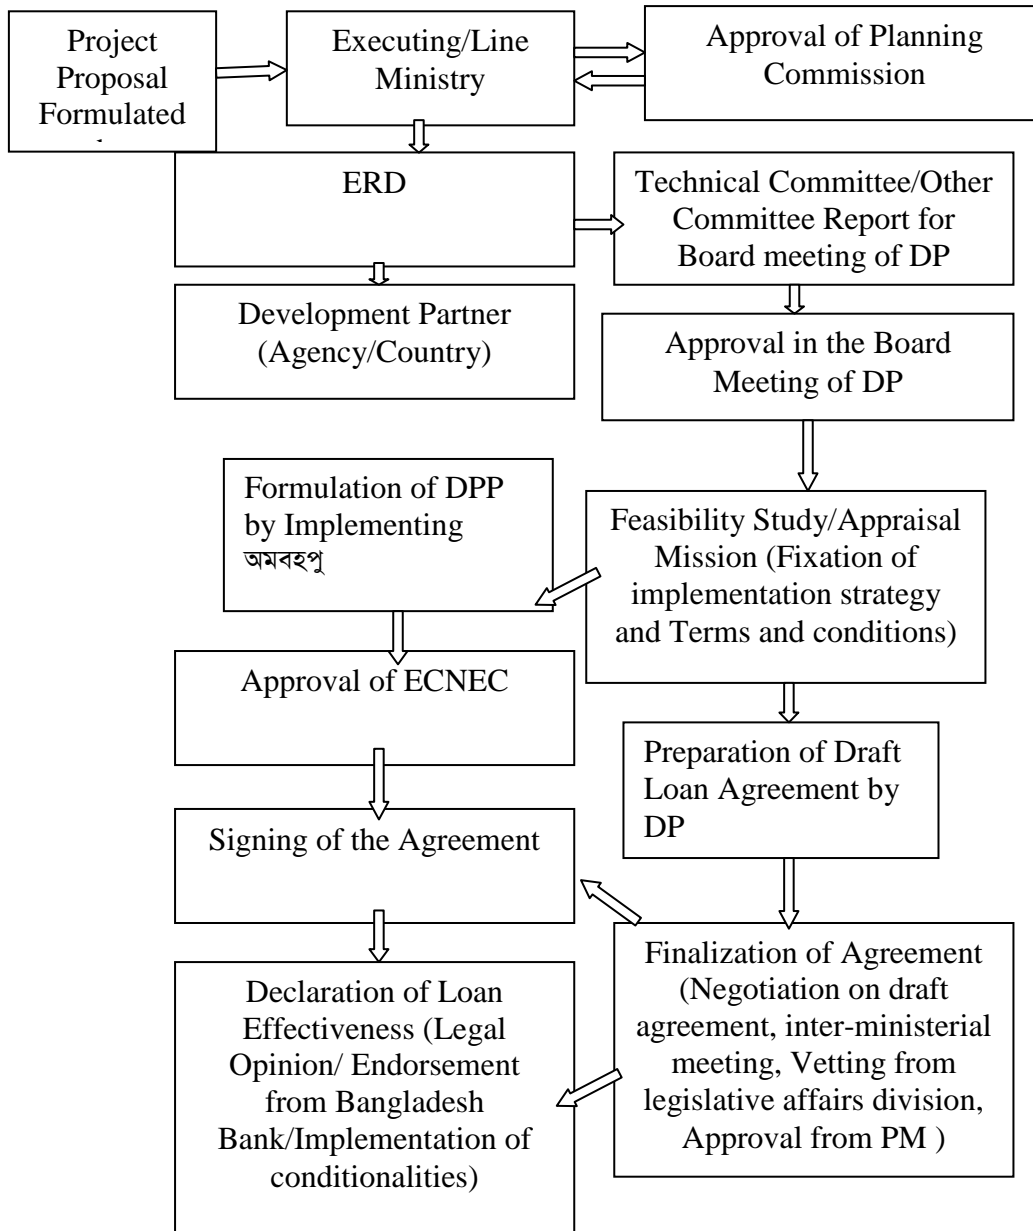 Project
Proposal
Formulated
Executing/Line
Ministry
Approval of Planning
Commission
ERD
Technical Committee/Other
Committee Report for
Board meeting of DP
Development Partner
(Agency/Country)
Approval in the Board
Meeting of DP
Formulation of DPP
by Implementing
অমবহপু
Feasibility Study/Appraisal
Mission (Fixation of
implementation strategy
and Terms and conditions)
Approval of ECNEC
Preparation of Draft
Loan Agreement by
DP
Signing of the Agreement
Finalization of Agreement
(Negotiation on draft
agreement, inter-ministerial
meeting, Vetting from
legislative affairs division,
Approval from PM )
Declaration of Loan
Effectiveness (Legal
Opinion/ Endorsement
from Bangladesh
Bank/Implementation of
conditionalities)